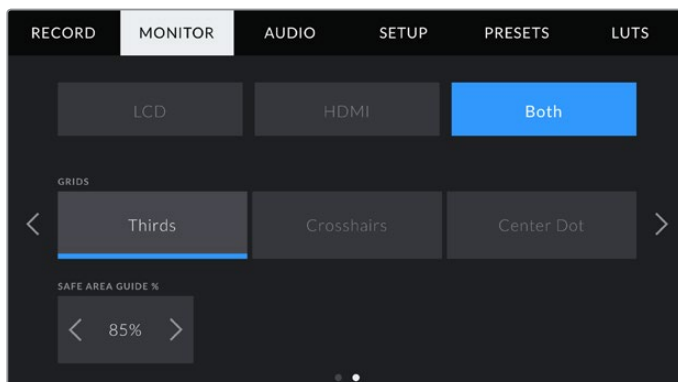 RECORD MONITOR AUDIO SETUP PRESETS LUTS
LCD HDMI Both
GRIDS
Thirds Crosshairs Center Dot
SAFE AREA GUIDE %
85%